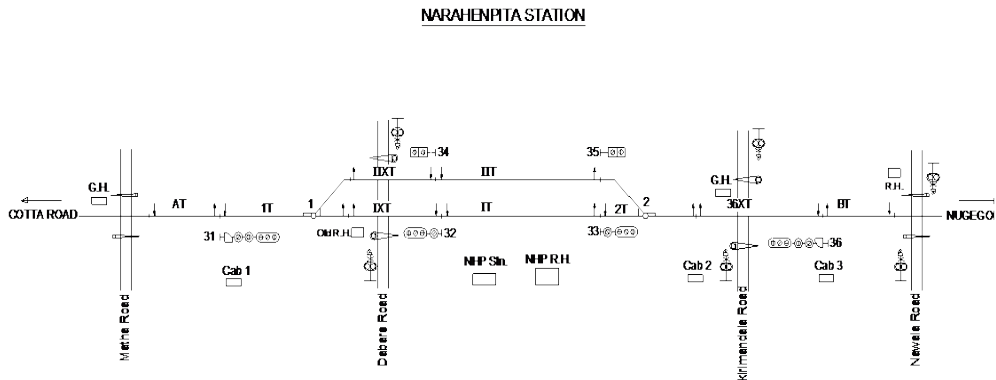 NARAHENPITA STATION
34
35
G.H.
IIXT
IIT
G.H.
R.H.
AT
1T
1
IXT
IT
2T
2
36XT
BT
COTTA ROAD
NUGEGO
31
Old R.H.
32
33
36
Cab 1
NHP Stn.
NHP R.H.
Cab 2
Cab 3
Matha Road
Dabare Road
Kirimandala Road
Nawala Road